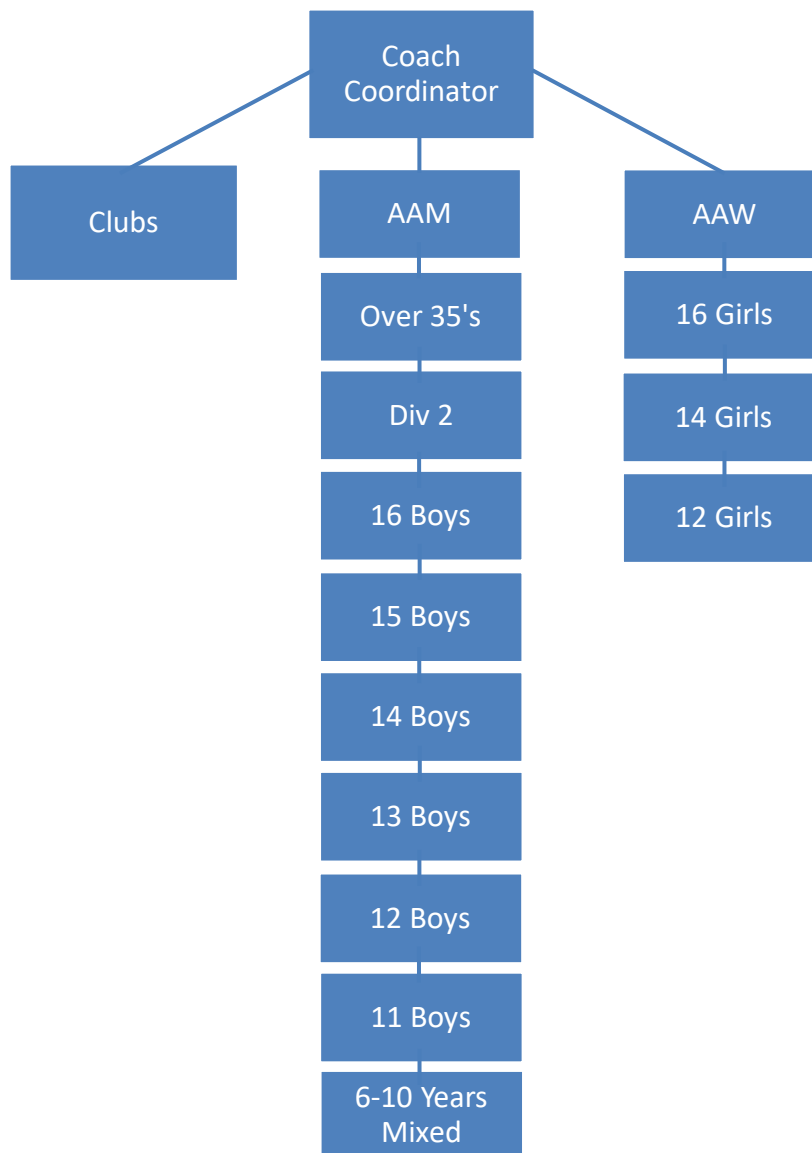 Coach
Coordinator
Clubs
AAM
AAW
Over 35's
16 Girls
Div 2
14 Girls
16 Boys
12 Girls
15 Boys
14 Boys
13 Boys
12 Boys
11 Boys
6-10 Years
Mixed